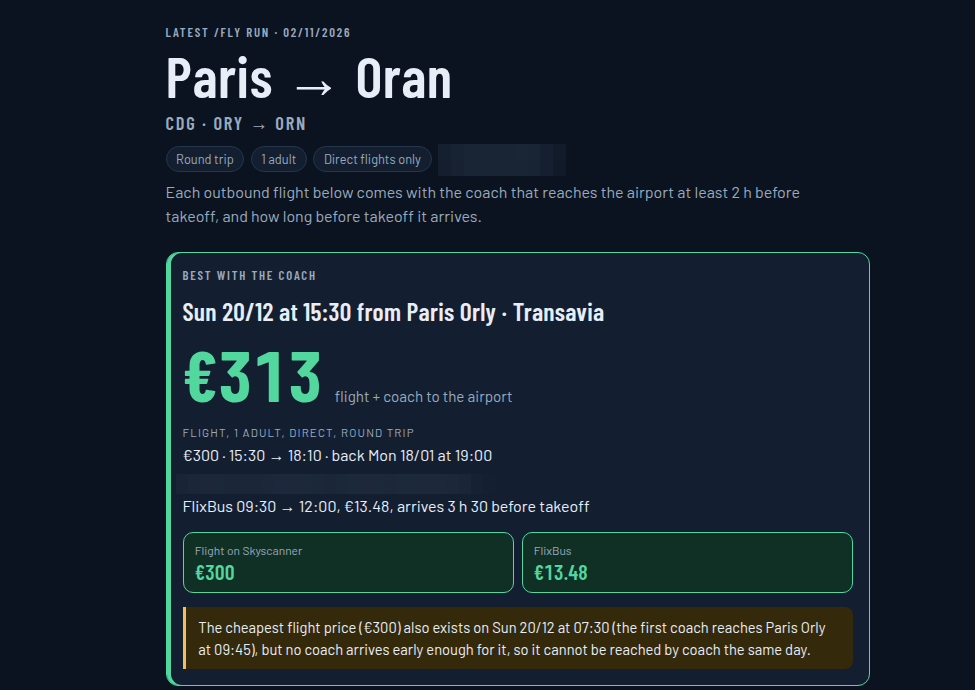 LATEST /FLY RUN · 02/11/2026
Paris → Oran
CDG · ORY → ORN
Round trip
1 adult
Direct flights only
Each outbound flight below comes with the coach that reaches the airport at least 2 h before
takeoff, and how long before takeoff it arrives.
BEST WITH THE COACH
Sun 20/12 at 15:30 from Paris Orly · Transavia
€313 flight + coach to the airport
FLIGHT, 1 ADULT, DIRECT, ROUND TRIP
€300 · 15:30 → 18:10 · back Mon 18/01 at 19:00
FlixBus 09:30 → 12:00, €13.48, arrives 3 h 30 before takeoff
Flight on Skyscanner
€300
FlixBus
€13.48
The cheapest flight price (€300) also exists on Sun 20/12 at 07:30 (the first coach reaches Paris Orly
at 09:45), but no coach arrives early enough for it, so it cannot be reached by coach the same day.